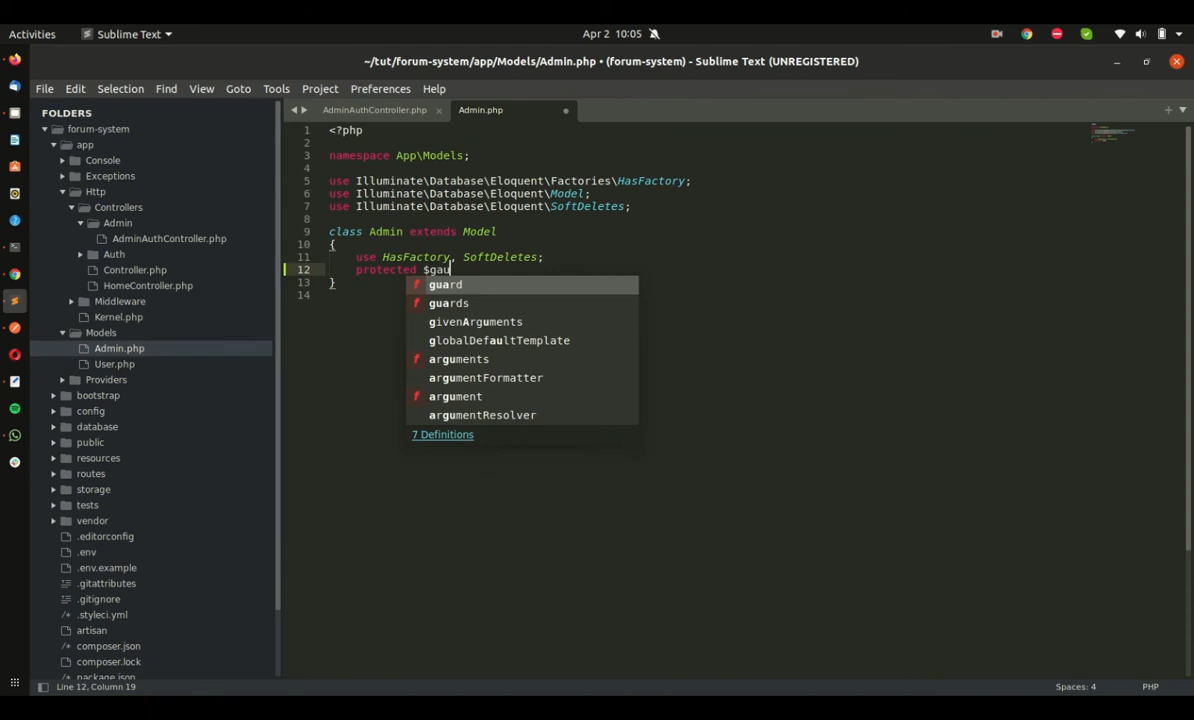 Activities
Sublime Text
Apr 2 10:05
~/tut/forum-system/app/Models/Admin.php • (forum-system) - Sublime Text (UNREGISTERED)
File Edit Selection Find View Goto Tools Project Preferences Help
FOLDERS
forum-system
app
Console
Exceptions
Http
Controllers
Admin
AdminAuthController.php
Auth
Controller.php
HomeController.php
Middleware
Kernel.php
Models
Admin.php
User.php
Providers
bootstrap
config
database
public
resources
routes
storage
tests
vendor
.editorconfig
.env
.env.example
.gitattributes
.gitignore
/* .styleci.yml
artisan
/* composer.json
/* composer.lock
/* package.json
AdminAuthController.php × Admin.php
1 <?php
2
3 namespace App\Models;
4
5 use Illuminate\Database\Eloquent\Factories\HasFactory;
6 use Illuminate\Database\Eloquent\Model;
7 use Illuminate\Database\Eloquent\SoftDeletes;
8
9 class Admin extends Model
10 {
11 use HasFactory, SoftDeletes;
12 protected $gau
13 }
14
f guard
f guards
givenArguments
globalDefaultTemplate
f arguments
argumentFormatter
f argument
argumentResolver
7 Definitions
Line 12, Column 19
Spaces: 4
PHP